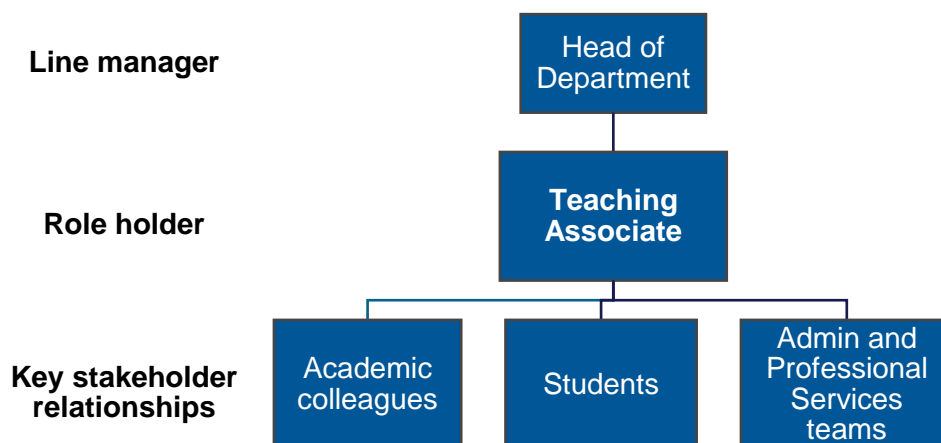 Line manager
Head of
Department
Role holder
Teaching
Associate
Key stakeholder
relationships
Academic
colleagues
Students
Admin and
Professional
Services
teams